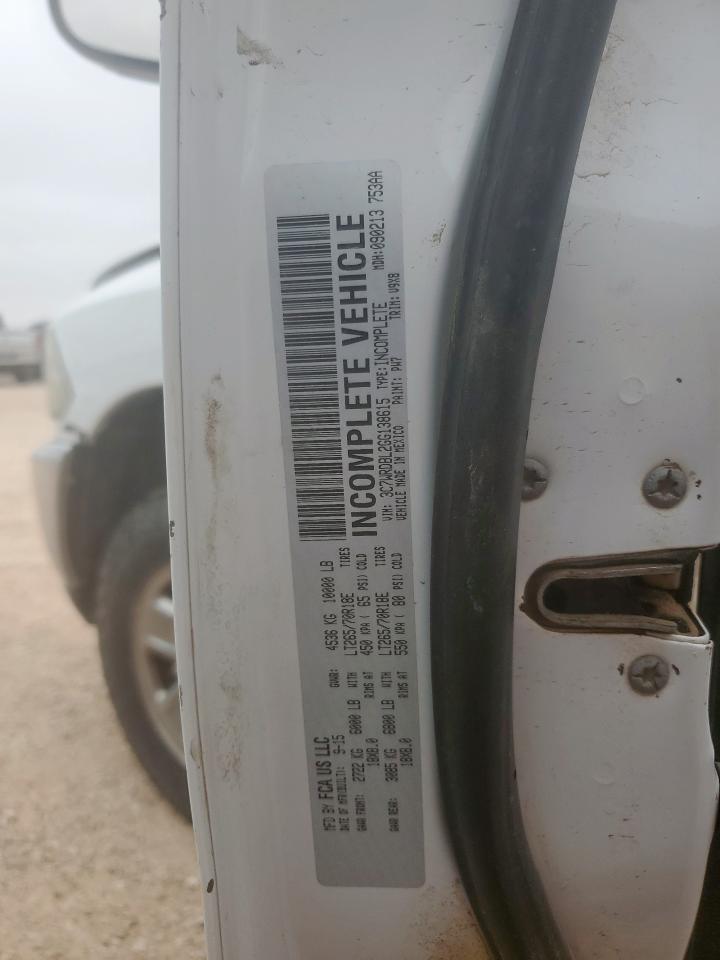 MFD BY FCA US LLC
DATE OF MFR(BUILT): 9-15 GVWR: 4536 KG 10000 LB
GAWR FRONT: 2722 KG 6000 LB WITH LT265/70R18E TIRES
18X8.0 RIMS AT 450 KPA ( 65 PSI) COLD
GAWR REAR: 3085 KG 6800 LB WITH LT265/70R18E TIRES
18X8.0 RIMS AT 550 KPA ( 80 PSI) COLD
INCOMPLETE VEHICLE
VIN: 3C7WRDBL2GG138615 TYPE:INCOMPLETE MDH:090213 753AA
VEHICLE MADE IN MEXICO PAINT: PW7 TRIM: V9X8